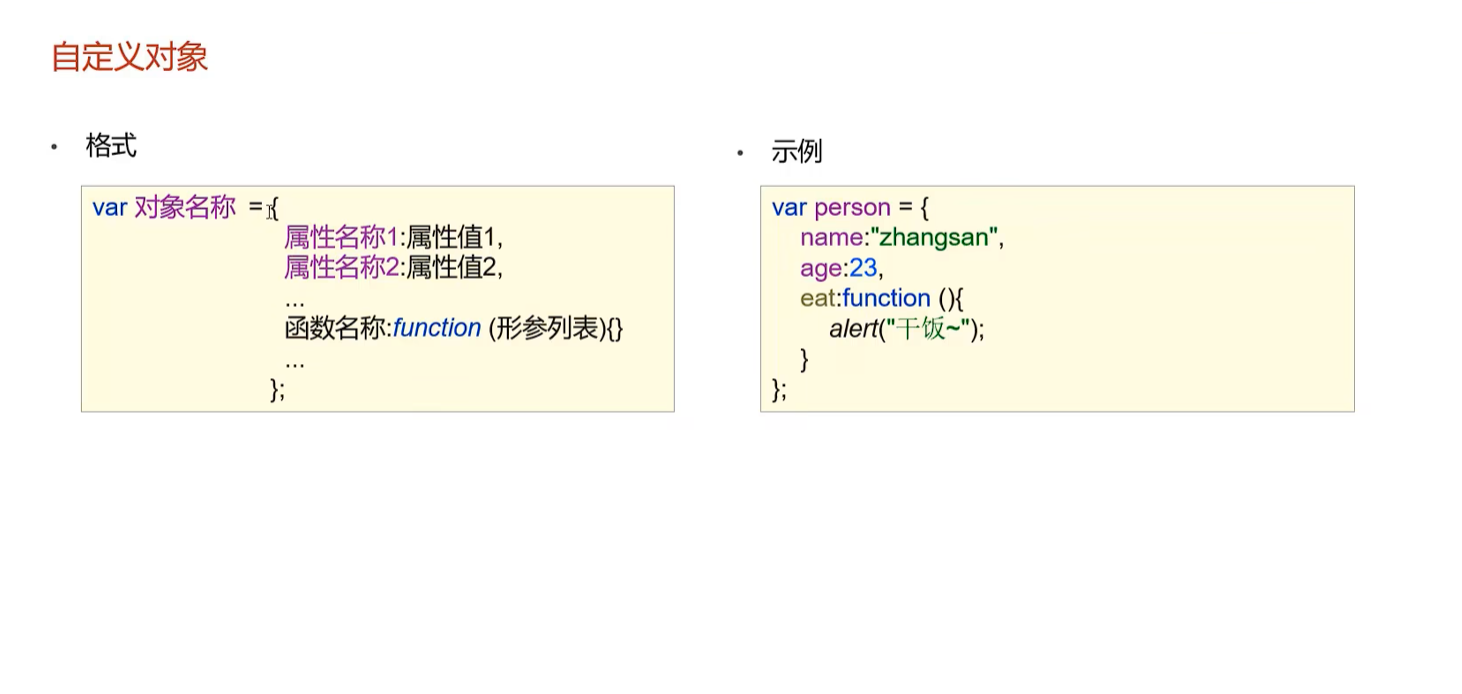 自定义对象
• 格式
var 对象名称 ={
属性名称1:属性值1,
属性名称2:属性值2,
...
函数名称:function (形参列表){}
...
};
• 示例
var person = {
name:"zhangsan",
age:23,
eat:function (){
alert("干饭~");
}
};